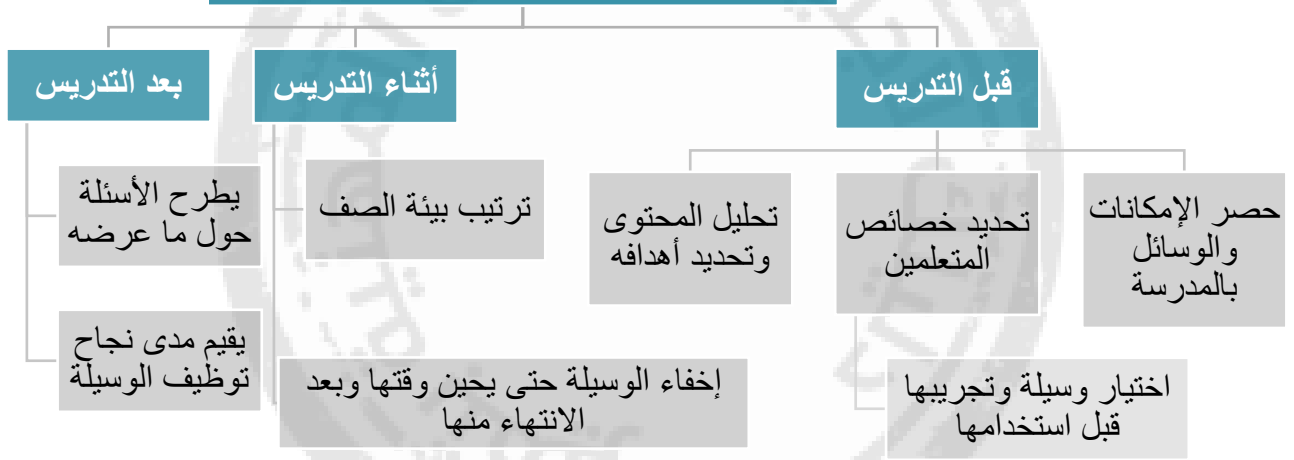 قبل التدريس
أثناء التدريس
بعد التدريس
حصر الإمكانات
والوسائل
بالمدرسة
تحديد خصائص
المتعلمين
تحليل المحتوى
وتحديد أهدافه
اختيار وسيلة وتجريبها
قبل استخدامها
ترتيب بيئة الصف
إخفاء الوسيلة حتى يحين وقتها وبعد
الانتهاء منها
يطرح الأسئلة
حول ما عرضه
يقيم مدى نجاح
توظيف الوسيلة